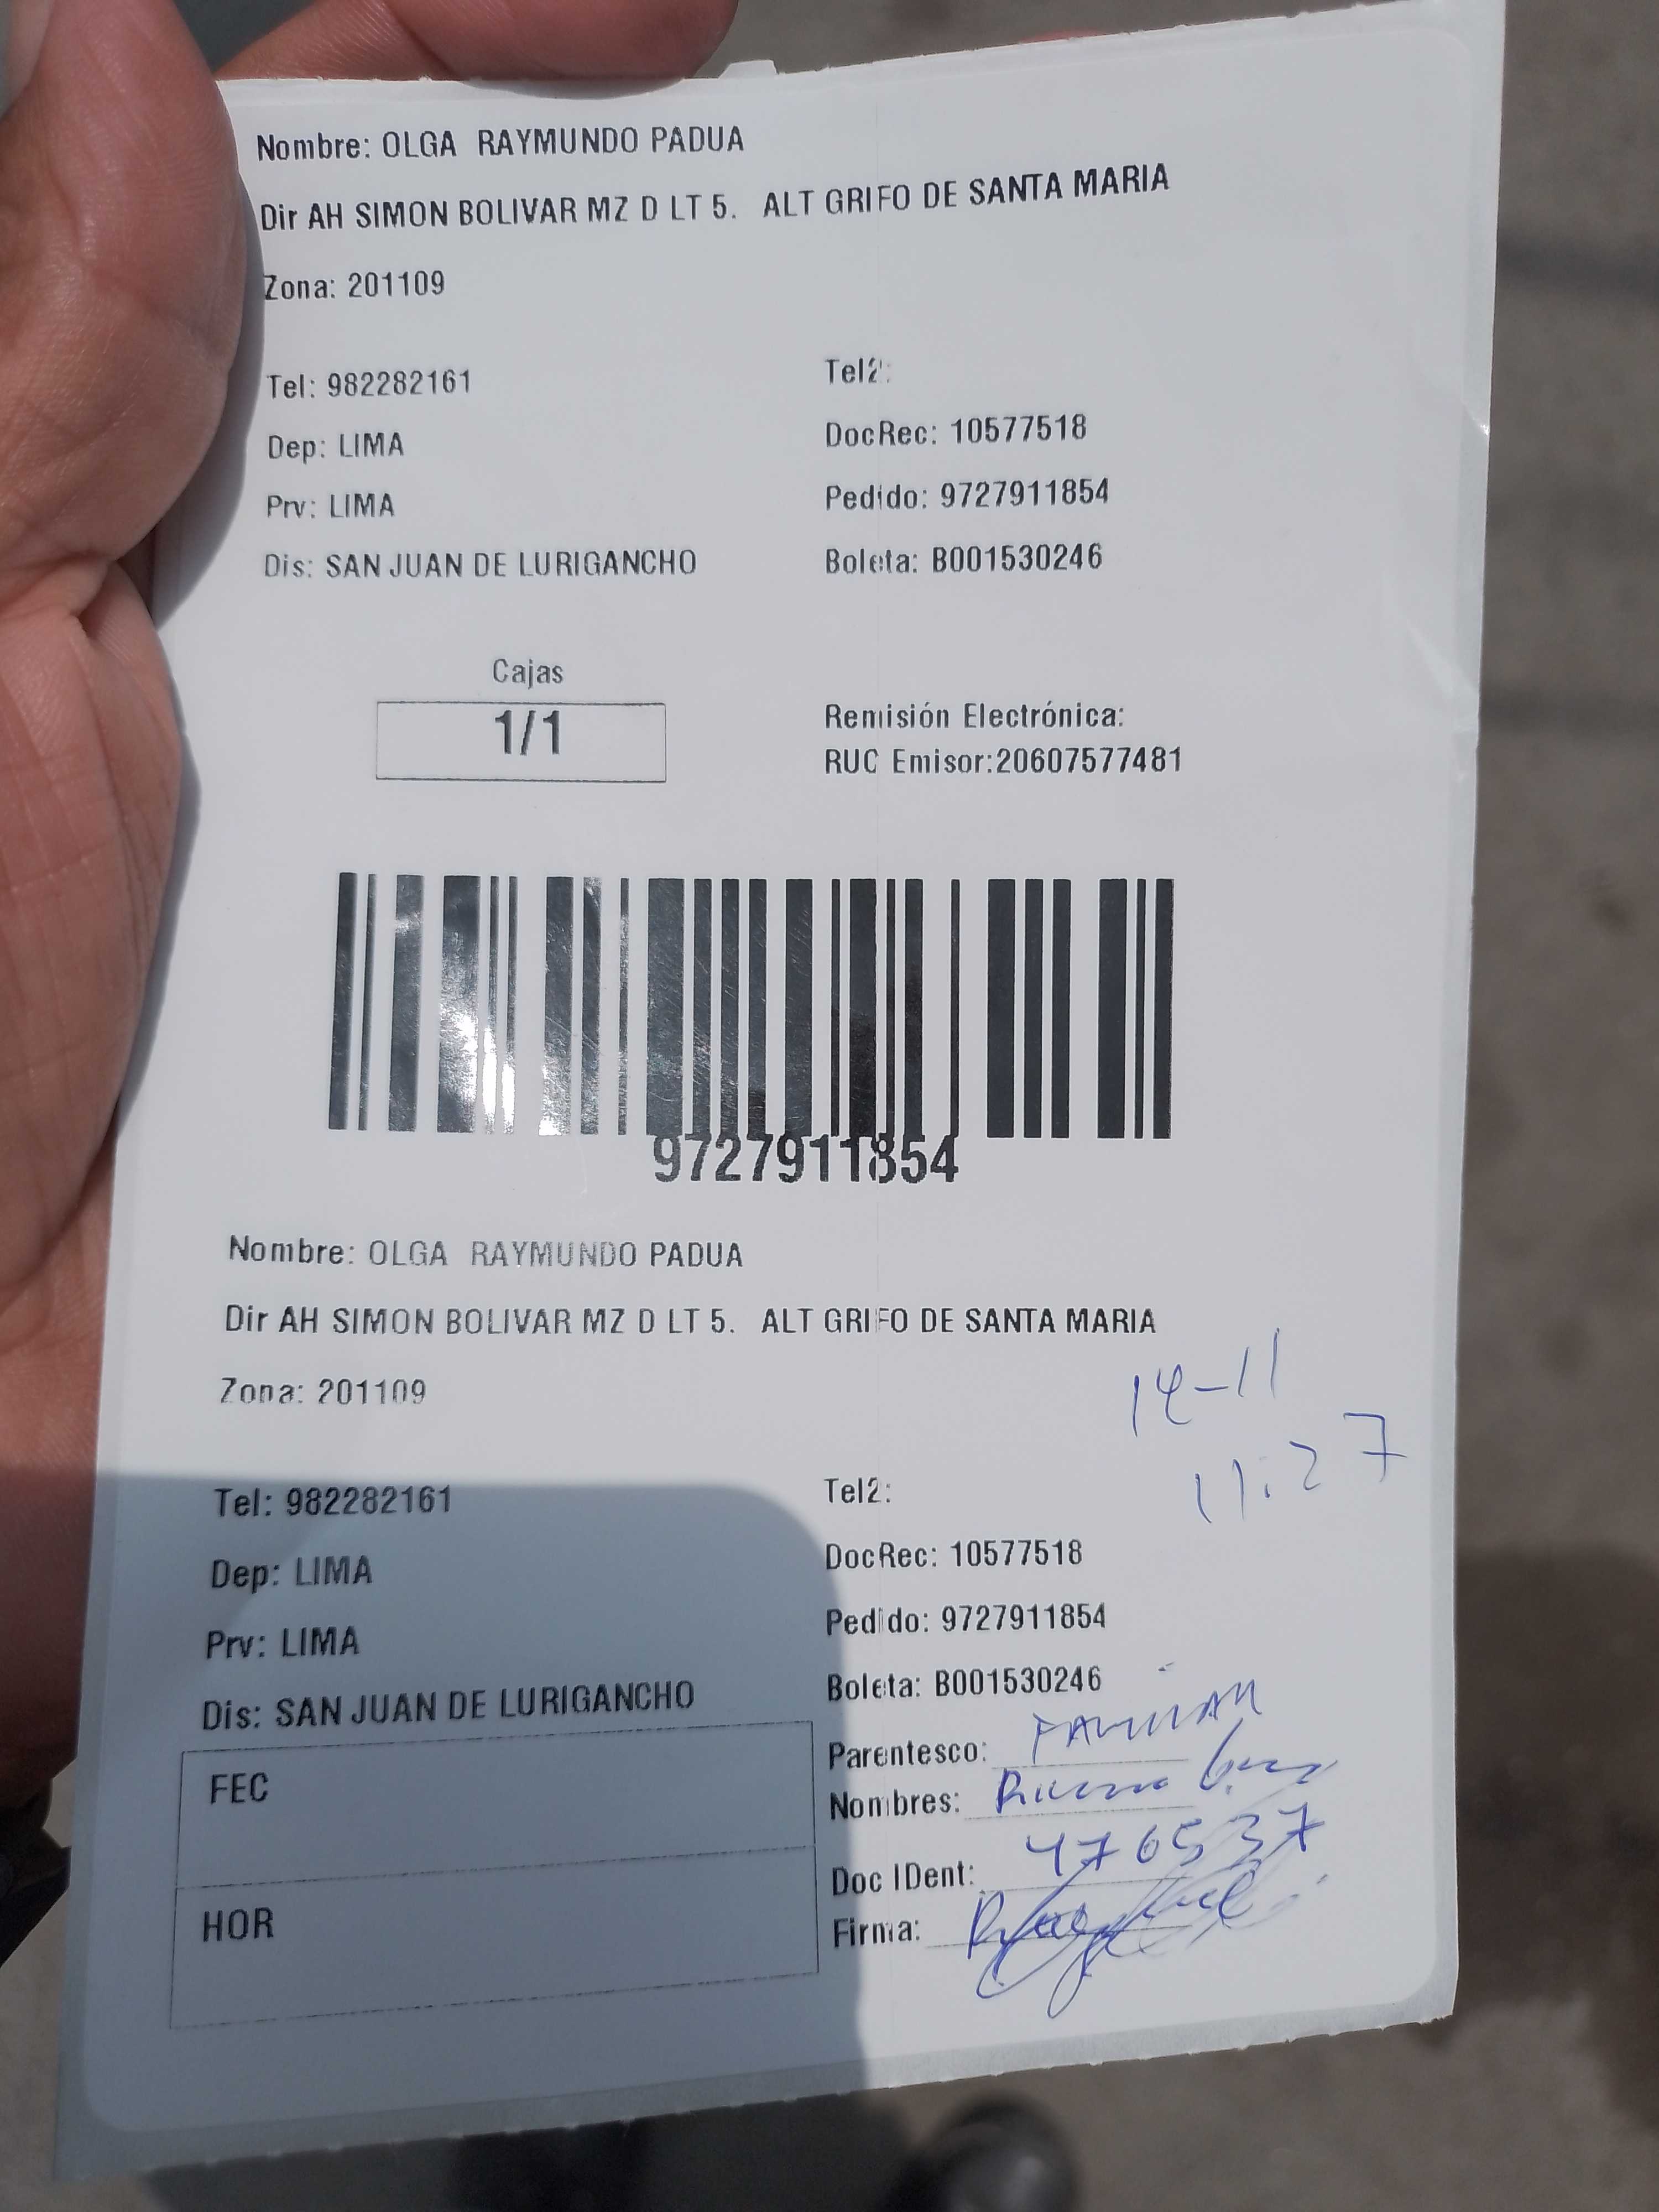 Nombre: OLGA RAYMUNDO PADUA
Dir AH SIMON BOLIVAR MZ D LT 5. ALT GRIFO DE SANTA MARIA
Zona: 201109
Tel: 982282161 Tel2:
Dep: LIMA DocRec: 10577518
Prv: LIMA Pedido: 9727911854
Dis: SAN JUAN DE LURIGANCHO Boleta: B001530246
Cajas
1/1
Remisión Electrónica:
RUC Emisor:20607577481
9727911854
Nombre: OLGA RAYMUNDO PADUA
Dir AH SIMON BOLIVAR MZ D LT 5. ALT GRIFO DE SANTA MARIA
Zona: 201109
14-11
11:27
Tel: 982282161 Tel2:
Dep: LIMA DocRec: 10577518
Prv: LIMA Pedido: 9727911854
Dis: SAN JUAN DE LURIGANCHO Boleta: B001530246
FEC
HOR
Parentesco:
Nombres:
Doc IDent: 476537
Firma: